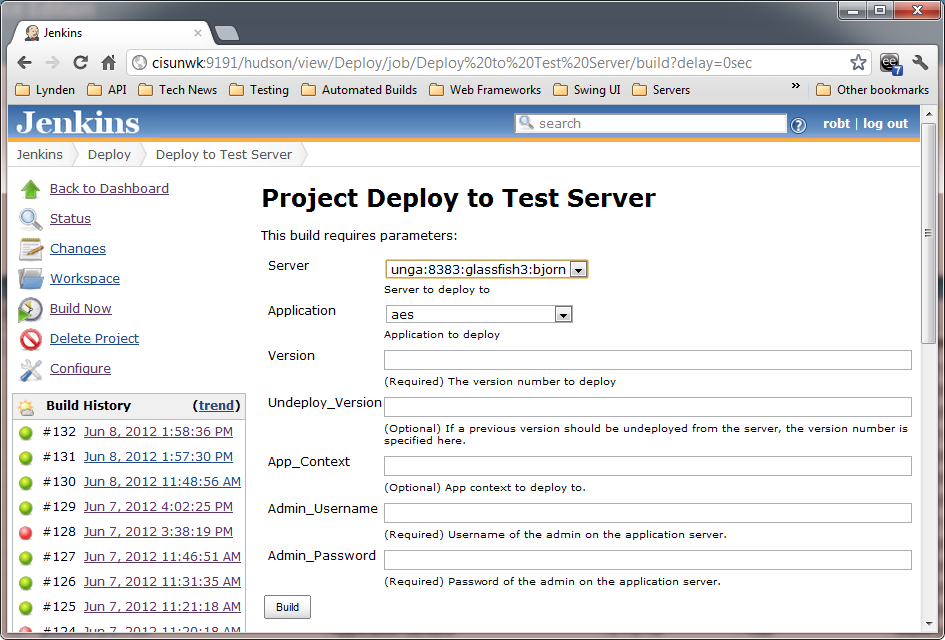 Jenkins
cisunwk:9191/hudson/view/Deploy/job/Deploy%20to%20Test%20Server/build?delay=0sec
7
Lynden API Tech News Testing Automated Builds Web Frameworks Swing UI Servers » Other bookmarks
Jenkins search ? robt | log out
Jenkins Deploy Deploy to Test Server
Back to Dashboard
Status
Changes
Workspace
Build Now
Delete Project
Configure
Build History (trend)
#132 Jun 8, 2012 1:58:36 PM
#131 Jun 8, 2012 1:57:30 PM
#130 Jun 8, 2012 11:48:56 AM
#129 Jun 7, 2012 4:02:25 PM
#128 Jun 7, 2012 3:38:19 PM
#127 Jun 7, 2012 11:46:51 AM
#126 Jun 7, 2012 11:31:35 AM
#125 Jun 7, 2012 11:21:18 AM
#124 Jun 7, 2012 11:20:18 AM
Project Deploy to Test Server
This build requires parameters:
Server unga:8383:glassfish3:bjorn
Server to deploy to
Application aes
Application to deploy
Version
(Required) The version number to deploy
Undeploy_Version
(Optional) If a previous version should be undeployed from the server, the version number is
specified here.
App_Context
(Optional) App context to deploy to.
Admin_Username
(Required) Username of the admin on the application server.
Admin_Password
(Required) Password of the admin on the application server.
Build